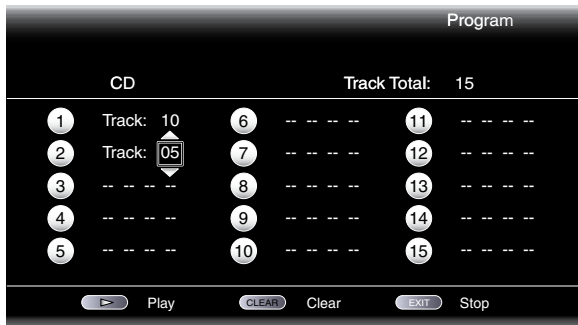 Program
CD Track Total: 15
1 Track: 10 6 -- -- -- -- 11 -- -- -- --
2 Track: 05 7 -- -- -- -- 12 -- -- -- --
3 -- -- -- -- 8 -- -- -- -- 13 -- -- -- --
4 -- -- -- -- 9 -- -- -- -- 14 -- -- -- --
5 -- -- -- -- 10 -- -- -- -- 15 -- -- -- --
Play CLEAR Clear EXIT Stop